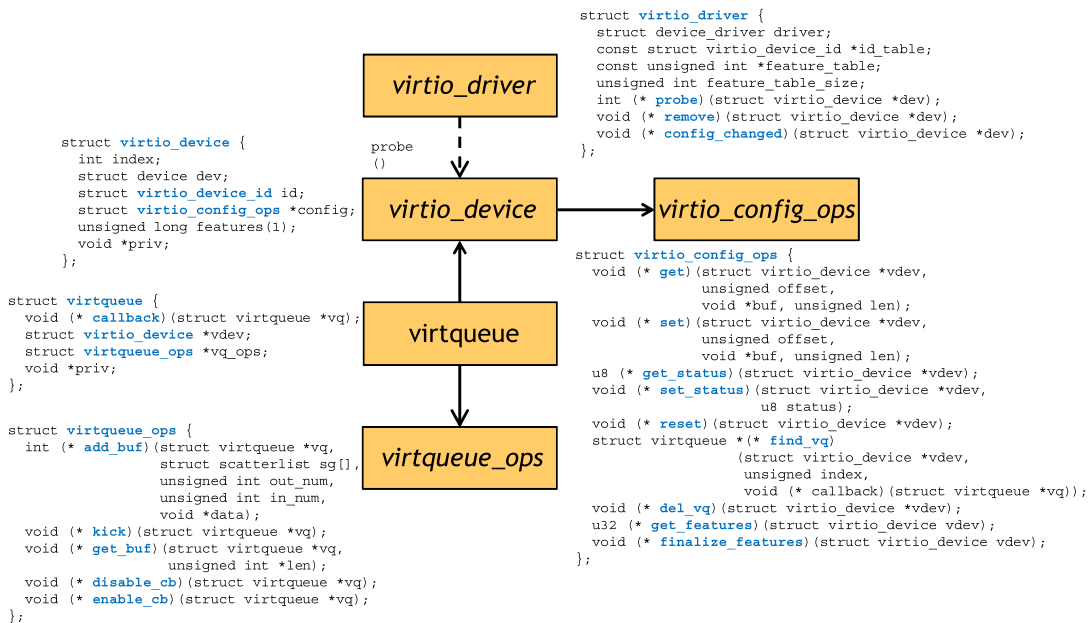 struct virtio_driver {
struct device_driver driver;
const struct virtio_device_id *id_table;
const unsigned int *feature_table;
unsigned int feature_table_size;
int (* probe)(struct virtio_device *dev);
void (* remove)(struct virtio_device *dev);
void (* config_changed)(struct virtio_device *dev);
};
virtio_driver
probe
()
struct virtio_device {
int index;
struct device dev;
struct virtio_device_id id;
struct virtio_config_ops *config;
unsigned long features(1);
void *priv;
};
virtio_device
virtio_config_ops
struct virtqueue {
void (* callback)(struct virtqueue *vq);
struct virtio_device *vdev;
struct virtqueue_ops *vq_ops;
void *priv;
};
virtqueue
struct virtio_config_ops {
void (* get)(struct virtio_device *vdev,
unsigned offset,
void *buf, unsigned len);
void (* set)(struct virtio_device *vdev,
unsigned offset,
void *buf, unsigned len);
u8 (* get_status)(struct virtio_device *vdev);
void (* set_status)(struct virtio_device *vdev,
u8 status);
void (* reset)(struct virtio_device *vdev);
struct virtqueue *(* find_vq)
(struct virtio_device *vdev,
unsigned index,
void (* callback)(struct virtqueue *vq));
void (* del_vq)(struct virtio_device *vdev);
u32 (* get_features)(struct virtio_device vdev);
void (* finalize_features)(struct virtio_device vdev);
};
struct virtqueue_ops {
int (* add_buf)(struct virtqueue *vq,
struct scatterlist sg[],
unsigned int out_num,
unsigned int in_num,
void *data);
void (* kick)(struct virtqueue *vq);
void (* get_buf)(struct virtqueue *vq,
unsigned int *len);
void (* disable_cb)(struct virtqueue *vq);
void (* enable_cb)(struct virtqueue *vq);
};
virtqueue_ops